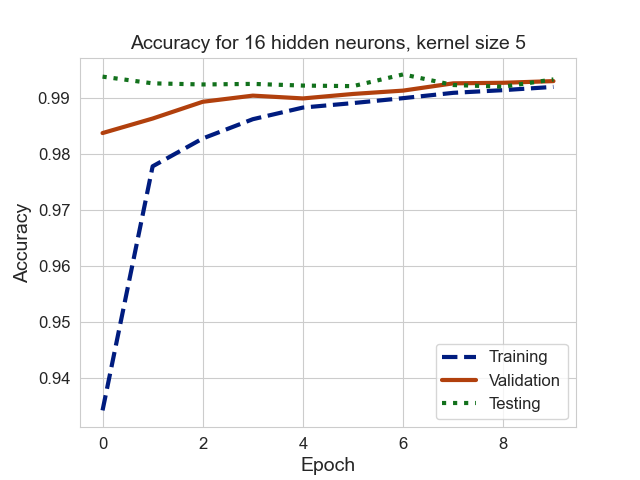 Accuracy for 16 hidden neurons, kernel size 5
Accuracy
0.99
0.98
0.97
0.96
0.95
0.94
0 2 4 6 8
Epoch
Training
Validation
Testing